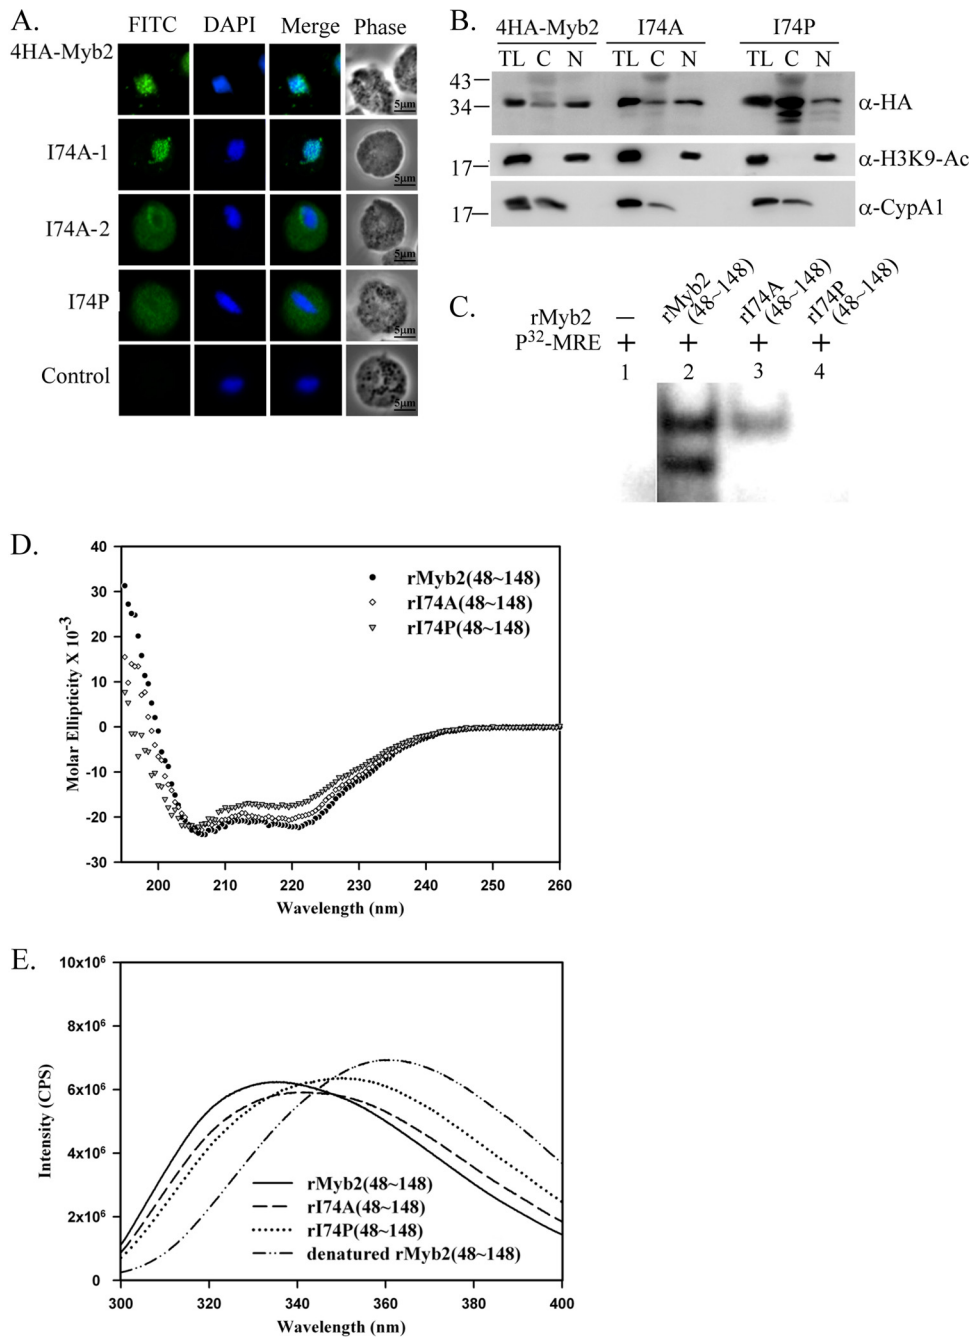 A.
FITC DAPI Merge Phase
4HA-Myb2
5µm
I74A-1
5µm
I74A-2
5µm
I74P
5µm
Control
5µm
B.
4HA-Myb2 I74A I74P
TL C N TL C N TL C N
43
34
α-HA
17
α-H3K9-Ac
17
α-CypA1
C.
rMyb2 (48~148)
rI74A (48~148)
rI74P (48~148)
rMyb2 –
P³²-MRE + + + +
1 2 3 4
D.
40
30
20
10
0
-10
-20
-30
Molar Ellipticity X 10⁻³
rMyb2(48~148)
rI74A(48~148)
rI74P(48~148)
200 210 220 230 240 250 260
Wavelength (nm)
E.
10x10⁶
8x10⁶
6x10⁶
4x10⁶
2x10⁶
0
Intensity (CPS)
rMyb2(48~148)
rI74A(48~148)
rI74P(48~148)
denatured rMyb2(48~148)
300 320 340 360 380 400
Wavelength (nm)